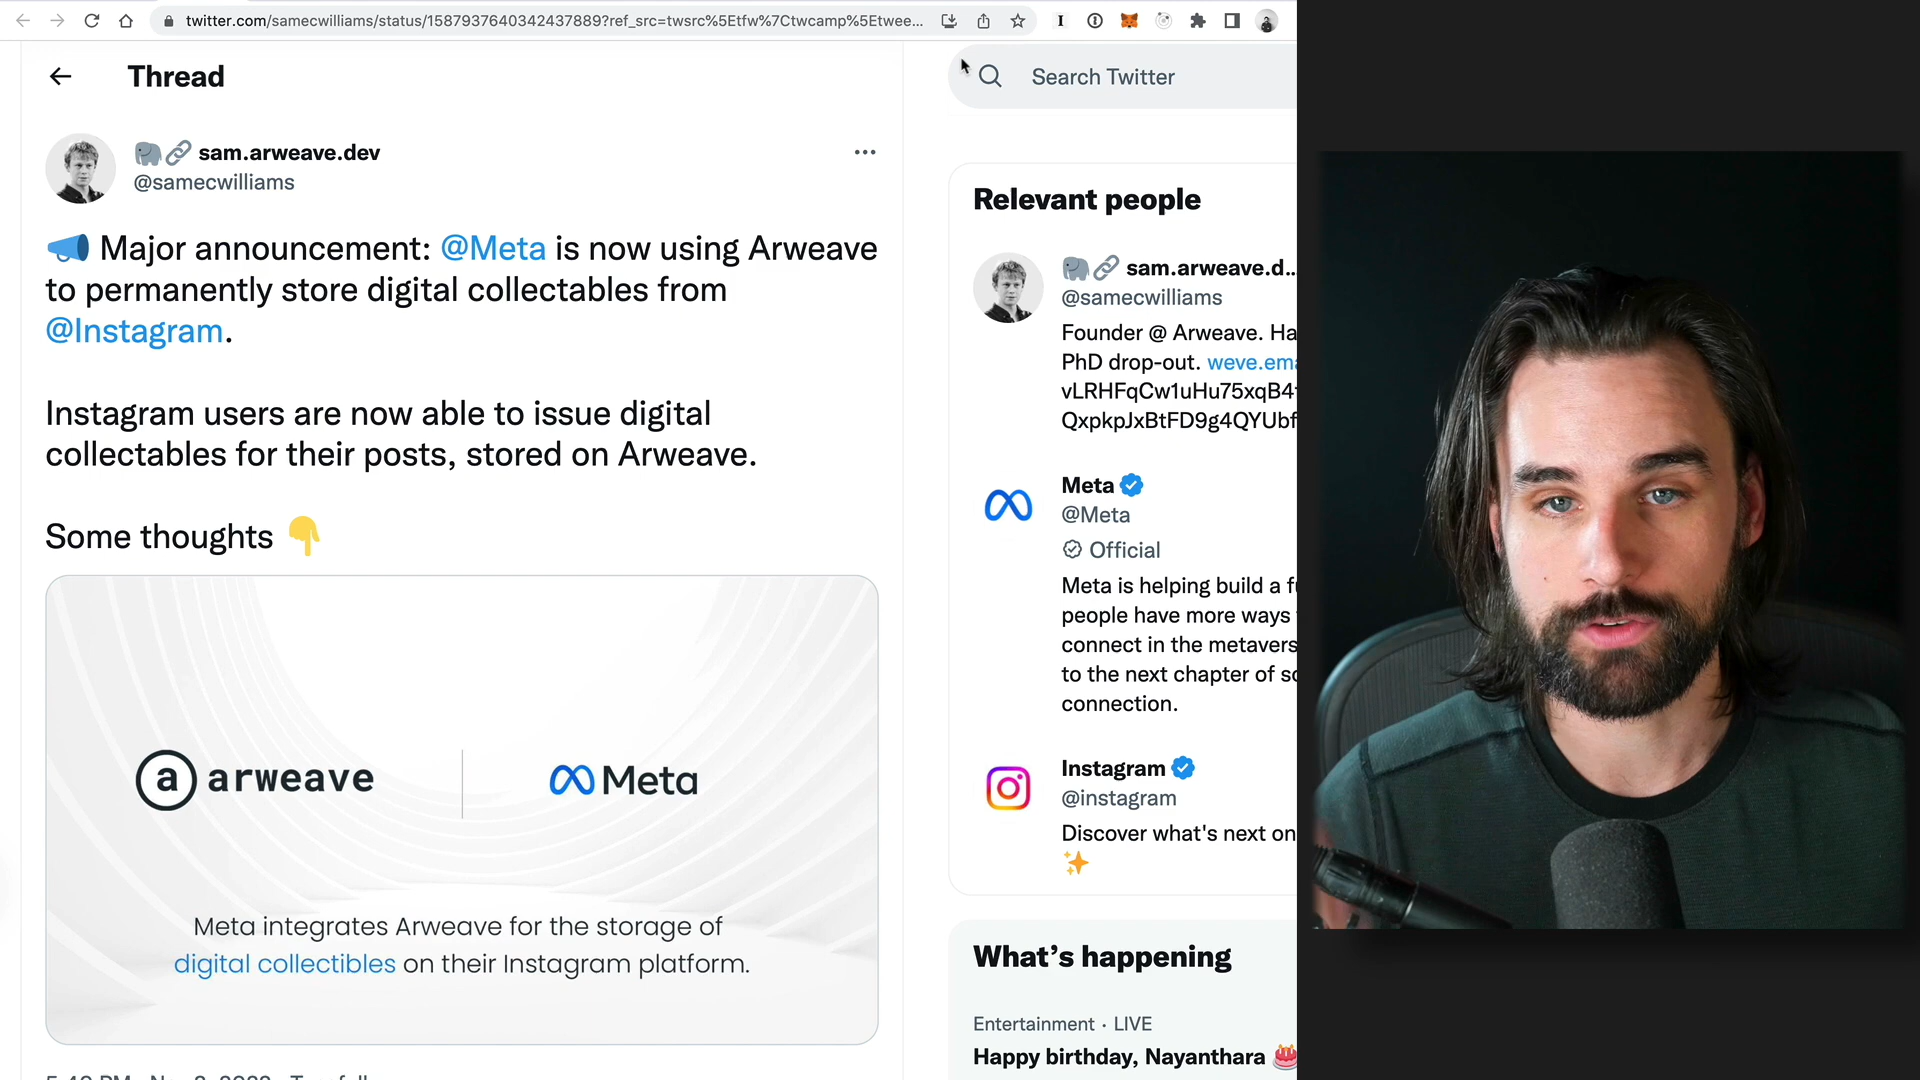 twitter.com/samecwilliams/status/1587937640342437889?ref_src=twsrc%5Etfw%7Ctwcamp%5Etwee...
Thread
Search Twitter
sam.arweave.dev
@samecwilliams
Major announcement: @Meta is now using Arweave
to permanently store digital collectables from
@Instagram.
Instagram users are now able to issue digital
collectables for their posts, stored on Arweave.
Some thoughts
a arweave
Meta
Meta integrates Arweave for the storage of
digital collectibles on their Instagram platform.
Relevant people
sam.arweave.d...
@samecwilliams
Founder @ Arweave. Ha
PhD drop-out. weve.em
vLRHFqCw1uHu75xqB4
QxpkpJxBtFD9g4QYUbf
Meta
@Meta
Official
Meta is helping build a f
people have more ways
connect in the metavers
to the next chapter of so
connection.
Instagram
@instagram
Discover what's next on
What's happening
Entertainment · LIVE
Happy birthday, Nayanthara